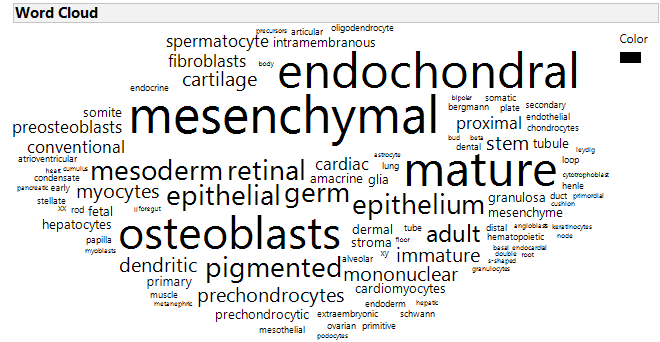 Word Cloud
Color
precursors articular oligodendrocyte
spermatocyte intramembranous
fibroblasts body
endochondral
cartilage
endocrine
mesenchymal
bipolar somatic
bergmann plate secondary
somite
endothelial
preosteoblasts
proximal chondrocytes
conventional
bud beta
dental stem tubule leydig
atrioventricular
astrocyte
mesoderm retinal cardiac lung mature loop
heart cumulus
condensate
amacrine glia
cytotrophoblast
pancreatic early myocytes epithelial germ
henle
stellate
epithelium granulosa duct primordial
cushion
xx rod fetal
ii foregut
mesenchyme
hepatocytes
osteoblasts
dermal tube adult distal angioblasts keratinocytes
papilla
stroma floor
hematopoietic node
myoblasts
xy
basal endocardial
dendritic pigmented alveolar immature double root
s-shaped
mononuclear granulocytes
primary
muscle prechondrocytes cardiomyocytes
metanephric
endoderm hepatic
prechondrocytic extraembryonic schwann
mesothelial ovarian primitive
podocytes